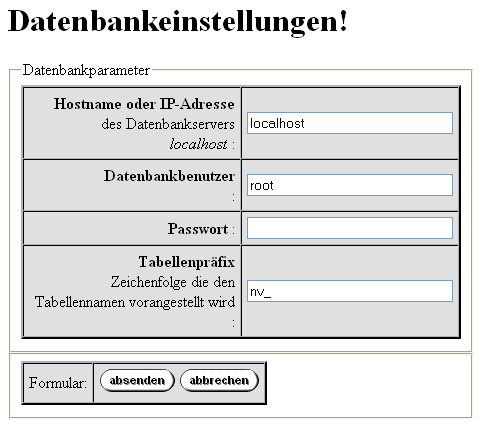 Datenbankeinstellungen!
Datenbankparameter
Hostname oder IP-Adresse
des Datenbankservers
localhost :
localhost
Datenbankbenutzer
:
root
Passwort :
Tabellenpräfix
Zeichenfolge die den
Tabellennamen vorangestellt wird
:
nv_
Formular: absenden abbrechen